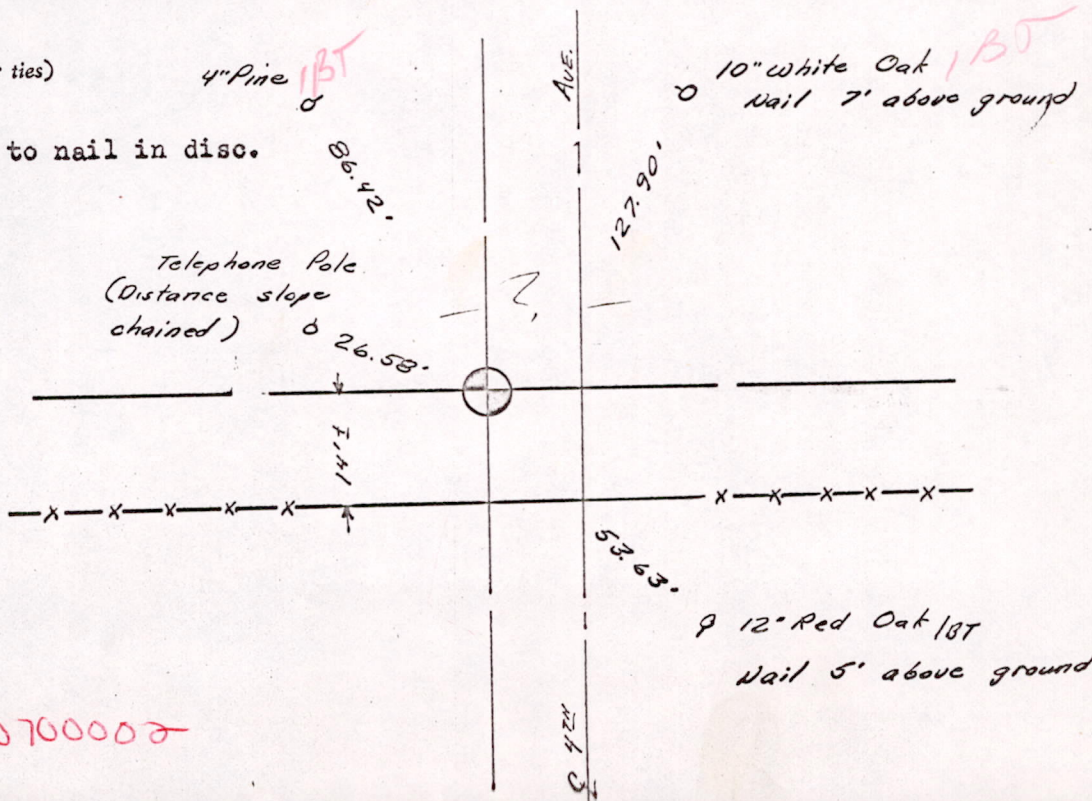 ties)
4" Pine 1BT
to nail in disc.
86.42'
AVE.
10" White Oak 1BT
Nail 7' above ground
127.90'
Telephone Pole
(Distance slope
chained)
26.58'
?
53.63'
12" Red Oak 1BT
Nail 5' above ground
700002